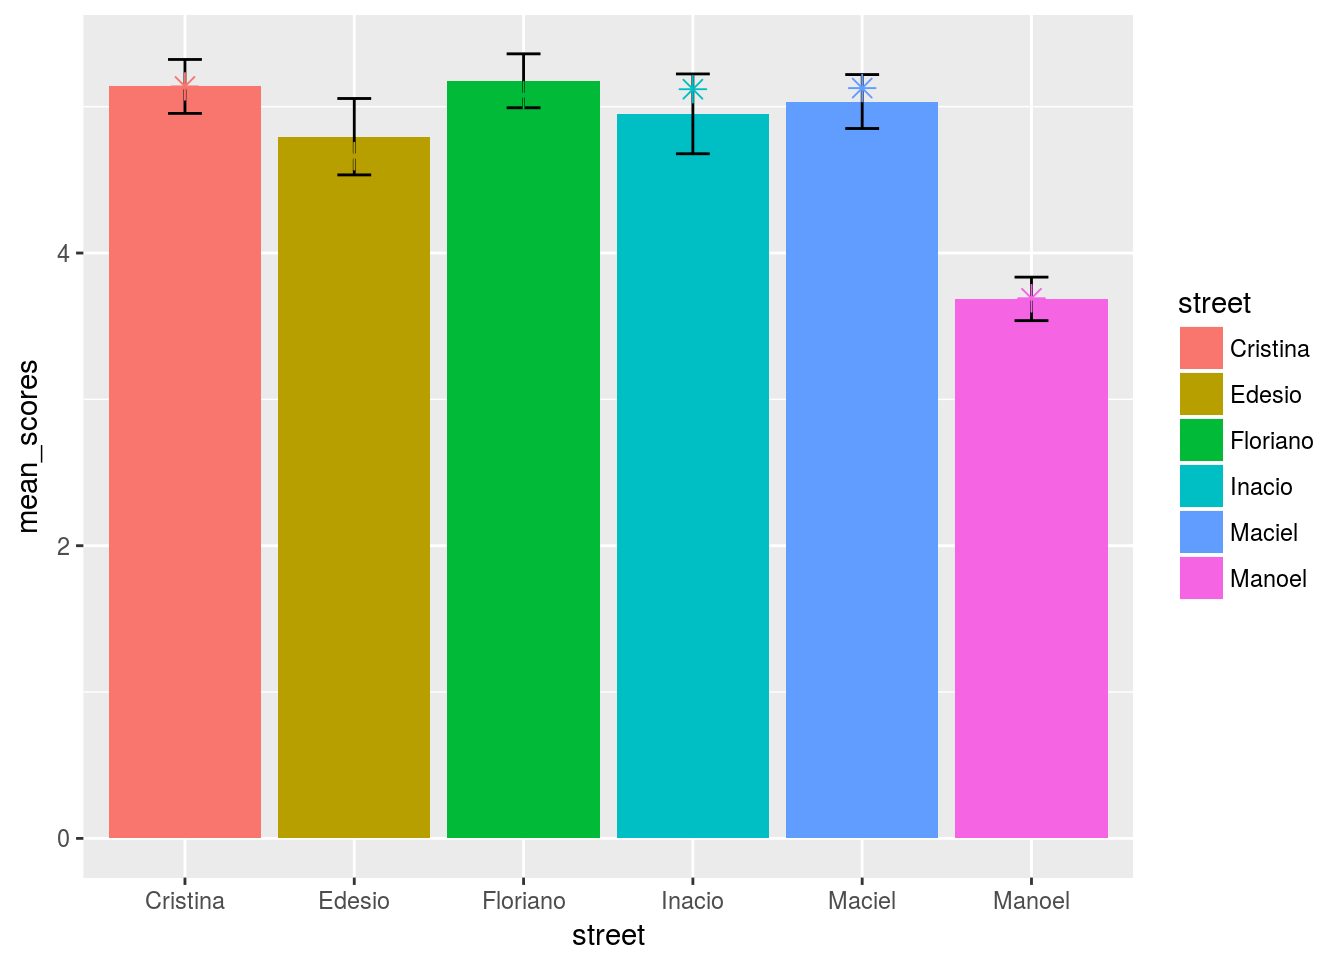 mean_scores
4
2
0
Cristina
Edesio
Floriano
Inacio
Maciel
Manoel
street
street
Cristina
Edesio
Floriano
Inacio
Maciel
Manoel